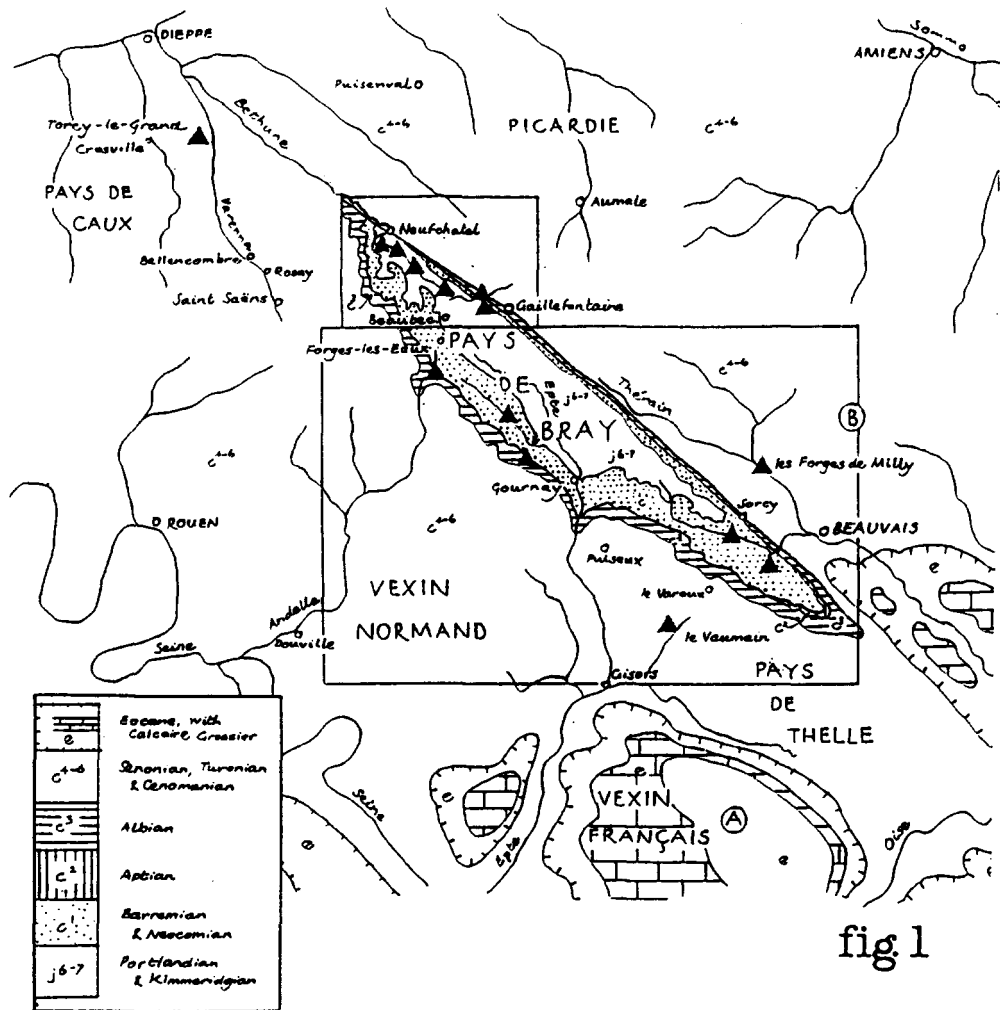 DIEPPE
Somme
AMIENS
Puisenval
Bethune
c4-6
PICARDIE
c4-6
Torcy-le-Grand
Crasville
PAYS DE
CAUX
Varenne
Aumale
Neufchatel
Bellencombre
Rosay
Saint Saëns
Gaillefontaine
Beaubec
PAYS
Forges-les-Eaux
DE
Epte
j6-7
Therain
c4-6
B
BRAY
j6-7
les Forges de Milly
c4-6
Gournay
Sorcy
ROUEN
c4-6
BEAUVAIS
Puiseux
e
VEXIN
le Varoux
NORMAND
Andelle
Douville
le Vaumain
c2
c3
Seine
Gisors
PAYS
DE
THELLE
e
Eocene, with
Calcaire Grossier
c4-6
Senonian, Turonian
& Cenomanian
c3
Albian
c2
Aptian
c1
Barremian
& Neocomian
j6-7
Portlandian
& Kimmeridgian
Seine
e
e
Epte
e
VEXIN
FRANÇAIS
A
e
Oise
e
fig. 1